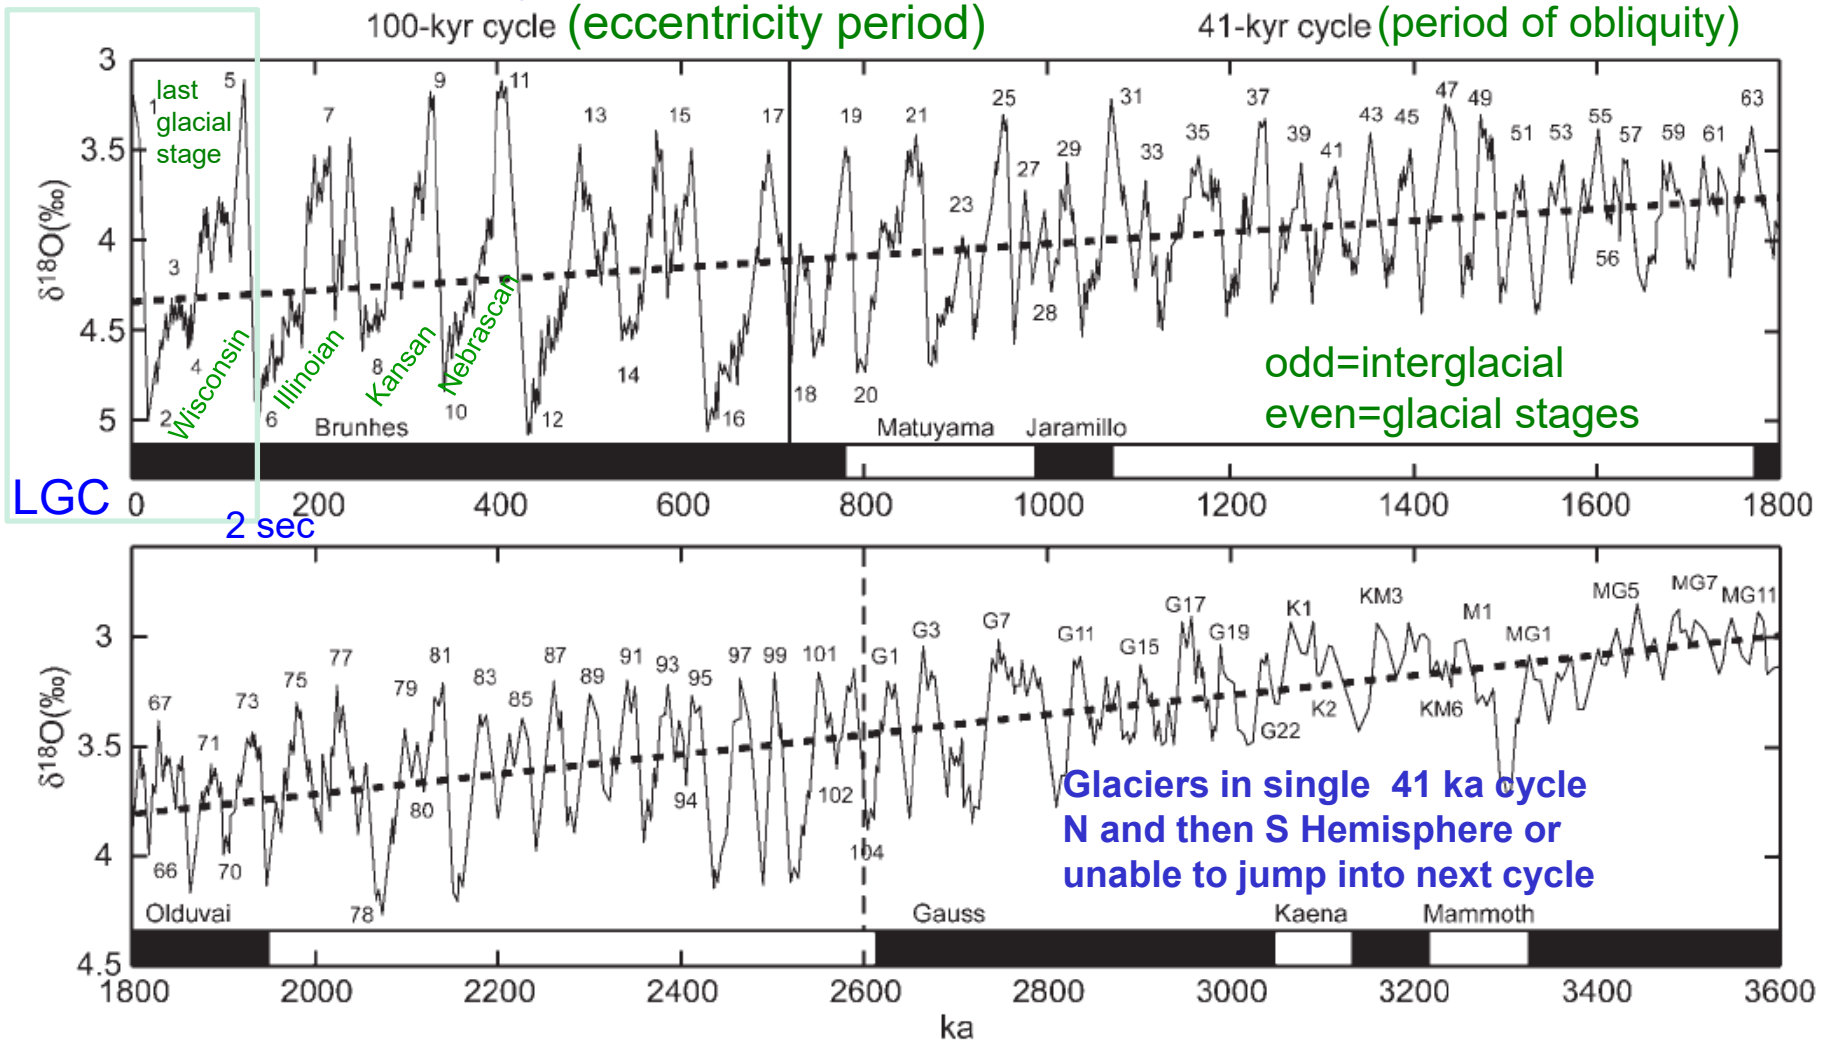 100-kyr cycle (eccentricity period)
41-kyr cycle (period of obliquity)
3
3.5
4
4.5
5
δ18O(‰)
last
glacial
stage
1
5
7
9
11
13
15
17
19
21
23
25
27
29
31
33
35
37
39
41
43
45
47
49
51
53
55
57
59
61
63
3
4
2
6
8
10
12
14
16
18
20
28
56
Wisconsin
Illinoian
Kansan
Nebrascan
odd=interglacial
even=glacial stages
Brunhes
Matuyama
Jaramillo
LGC
0
200
400
600
800
1000
1200
1400
1600
1800
2 sec
3
3.5
4
4.5
δ18O(‰)
67
71
73
75
77
79
81
83
85
87
89
91
93
95
97
99
101
G1
G3
G7
G11
G15
G17
G19
K1
KM3
M1
MG1
MG5
MG7
MG11
66
70
78
80
94
102
104
G22
K2
KM6
Glaciers in single 41 ka cycle
N and then S Hemisphere or
unable to jump into next cycle
Olduvai
Gauss
Kaena
Mammoth
1800
2000
2200
2400
2600
2800
3000
3200
3400
3600
ka